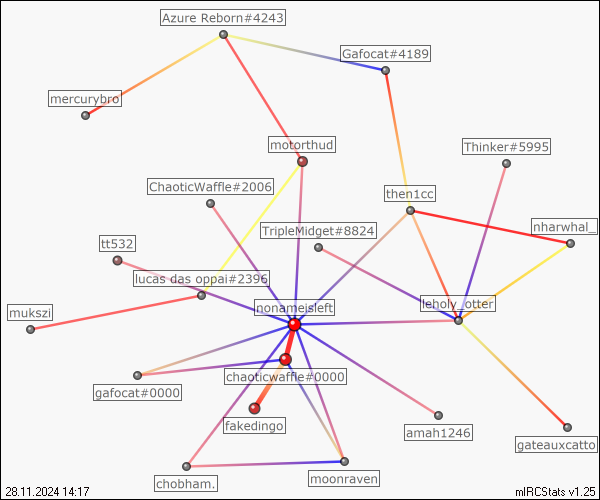 Azure Reborn#4243
Gafocat#4189
mercurybro
motorthud
Thinker#5995
ChaoticWaffle#2006
then1cc
TripleMidget#8824
nharwhal_
tt532
lucas das oppai#2396
nonameisleft
leholy_otter
mukszi
chaoticwaffle#0000
gafocat#0000
fakedingo
amah1246
gateauxcatto
moonraven
chobham.
28.11.2024 14:17
mIRCStats v1.25